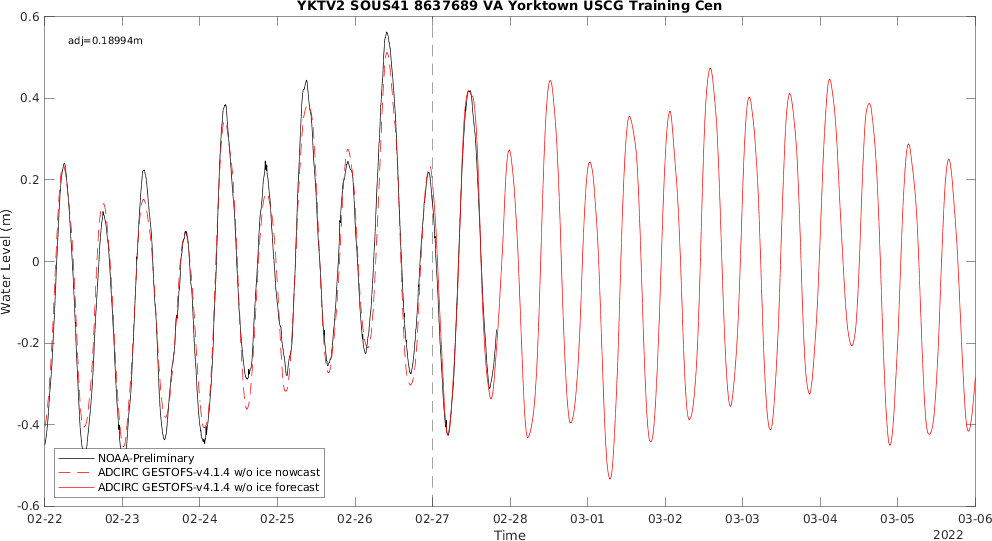 YKTV2 SOUS41 8637689 VA Yorktown USCG Training Cen
adj=0.18994m
0.6
0.4
0.2
0
-0.2
-0.4
-0.6
Water Level (m)
NOAA-Preliminary
ADCIRC GESTOFS-v4.1.4 w/o ice nowcast
ADCIRC GESTOFS-v4.1.4 w/o ice forecast
02-22 02-23 02-24 02-25 02-26 02-27 02-28 03-01 03-02 03-03 03-04 03-05 03-06
Time
2022